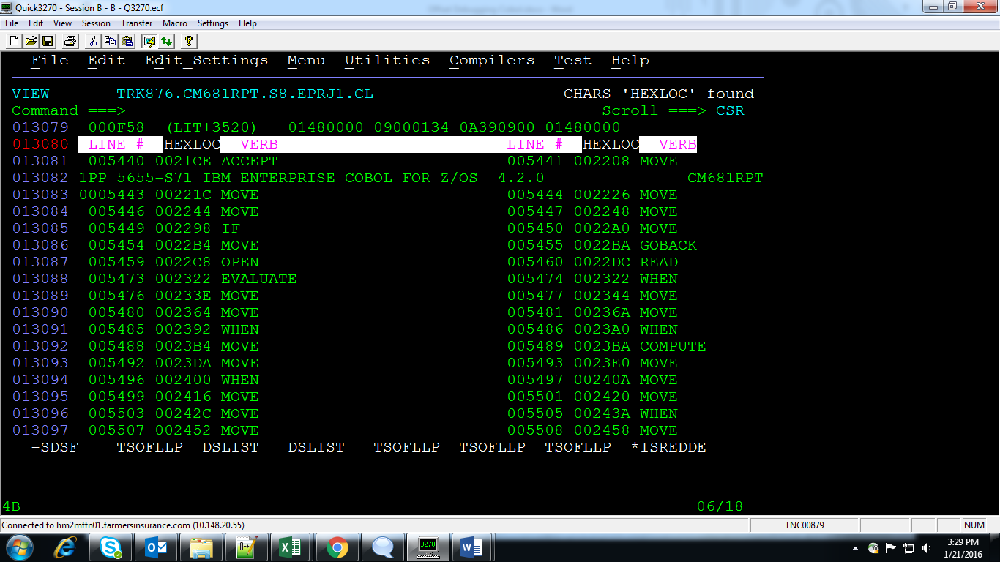 Quick3270 - Session B - B - Q3270.ecf
File Edit View Session Transfer Macro Settings Help
File Edit Edit_Settings Menu Utilities Compilers Test Help
VIEW TRK876.CM681RPT.S8.EPRJ1.CL CHARS 'HEXLOC' found
Command ===> Scroll ===> CSR
013079 000F58 (LIT+3520) 01480000 09000134 0A390900 01480000
013080 LINE # HEXLOC VERB LINE # HEXLOC VERB
013081 005440 0021CE ACCEPT 005441 002208 MOVE
013082 1PP 5655-S71 IBM ENTERPRISE COBOL FOR Z/OS 4.2.0 CM681RPT
013083 0005443 00221C MOVE 005444 002226 MOVE
013084 005446 002244 MOVE 005447 002248 MOVE
013085 005449 002298 IF 005450 0022A0 MOVE
013086 005454 0022B4 MOVE 005455 0022BA GOBACK
013087 005459 0022C8 OPEN 005460 0022DC READ
013088 005473 002322 EVALUATE 005474 002322 WHEN
013089 005476 00233E MOVE 005477 002344 MOVE
013090 005480 002364 MOVE 005481 00236A MOVE
013091 005485 002392 WHEN 005486 0023A0 WHEN
013092 005488 0023B4 MOVE 005489 0023BA COMPUTE
013093 005492 0023DA MOVE 005493 0023E0 MOVE
013094 005496 002400 WHEN 005497 00240A MOVE
013095 005499 002416 MOVE 005501 002420 MOVE
013096 005503 00242C MOVE 005505 00243A WHEN
013097 005507 002452 MOVE 005508 002458 MOVE
-SDSF TSOFLLP DSLIST DSLIST TSOFLLP TSOFLLP TSOFLLP *ISREDDE
4B 06/18
Connected to hm2mftn01.farmersinsurance.com (10.148.20.55) TNC00879 NUM
3270
3:29 PM
1/21/2016